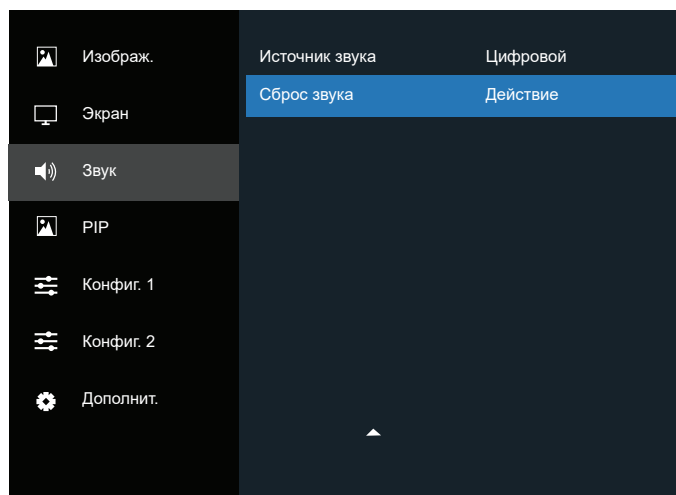 Изображ.
Экран
Звук
PIP
Конфиг. 1
Конфиг. 2
Дополнит.
Источник звука Цифровой
Сброс звука Действие